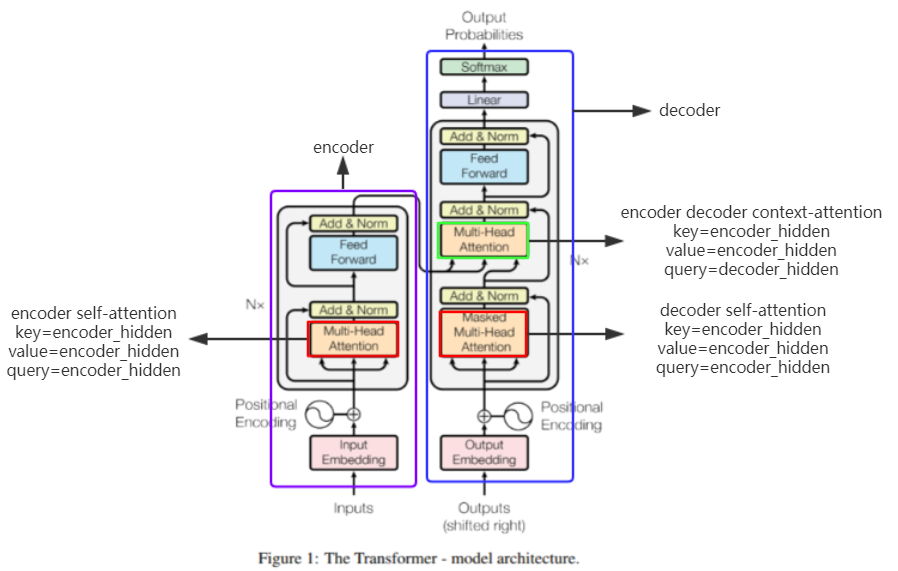 Output
Probabilities
Softmax
Linear
decoder
Add & Norm
Feed
Forward
Add & Norm
Multi-Head
Attention
encoder decoder context-attention
key=encoder_hidden
value=encoder_hidden
query=decoder_hidden
N×
Add & Norm
Masked
Multi-Head
Attention
decoder self-attention
key=encoder_hidden
value=encoder_hidden
query=encoder_hidden
Positional
Encoding
Output
Embedding
Outputs
(shifted right)
encoder
Add & Norm
Feed
Forward
N×
Add & Norm
Multi-Head
Attention
encoder self-attention
key=encoder_hidden
value=encoder_hidden
query=encoder_hidden
Positional
Encoding
Input
Embedding
Inputs
Figure 1: The Transformer - model architecture.